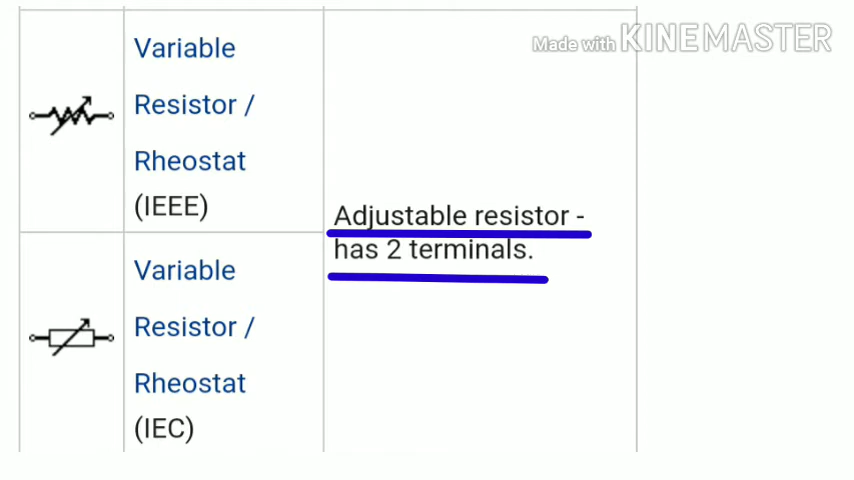 Made with KINEMASTER
Variable
Resistor /
Rheostat
(IEEE)
Adjustable resistor -
has 2 terminals.
Variable
Resistor /
Rheostat
(IEC)